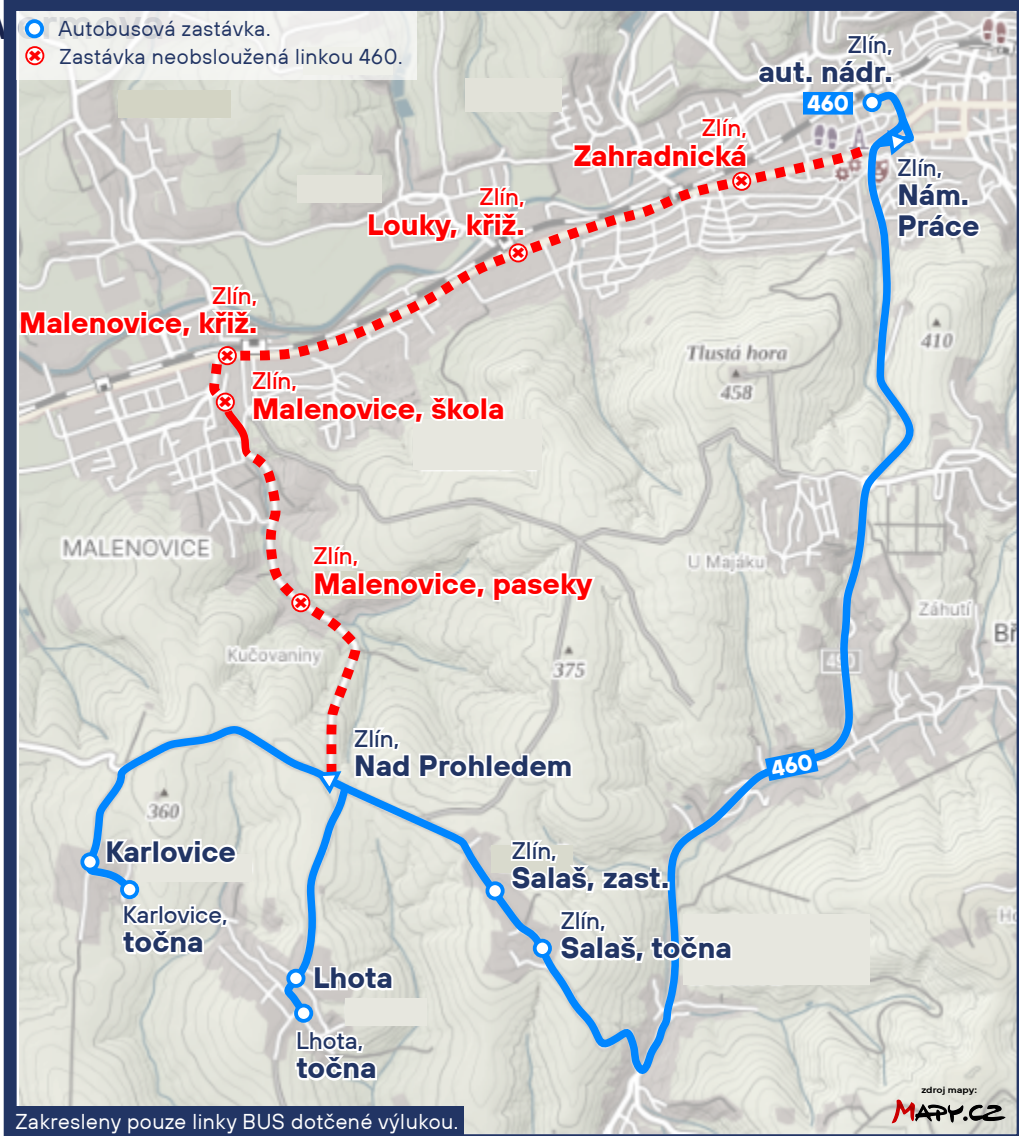 Autobusová zastávka.
Zastávka neobsloužená linkou 460.
Zlín,
aut. nádr.
460
Zlín,
Zahradnická
Zlín,
Nám.
Práce
Zlín,
Louky, křiž.
Zlín,
Malenovice, křiž.
Tlustá hora
458
410
Zlín,
Malenovice, škola
MALENOVICE
U Majáku
Zlín,
Malenovice, paseky
Záhutí
Kučovaniny
375
490
Zlín,
Nad Prohledem
460
360
Karlovice
Zlín,
Salaš, zast.
Karlovice,
točna
Zlín,
Salaš, točna
Lhota
Lhota,
točna
zdroj mapy:
MAPY.CZ
Zakresleny pouze linky BUS dotčené výlukou.